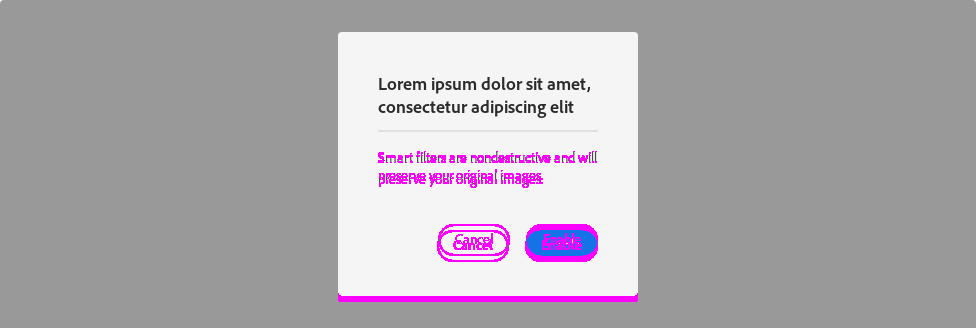 Lorem ipsum dolor sit amet,
consectetur adipiscing elit
Smart filters are nondestructive and will
preserve your original images.
Cancel
Enable